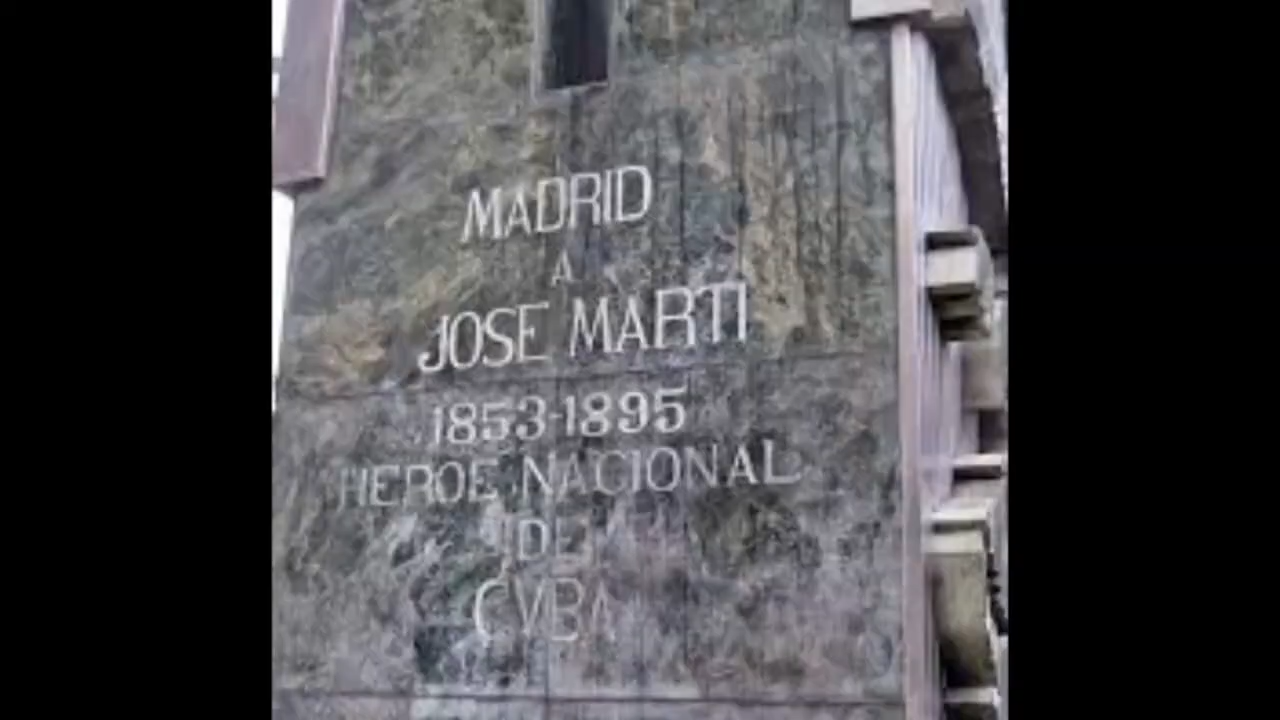 MADRID
A
JOSE MARTI
1853-1895
HEROE NACIONAL
DE
CVBA